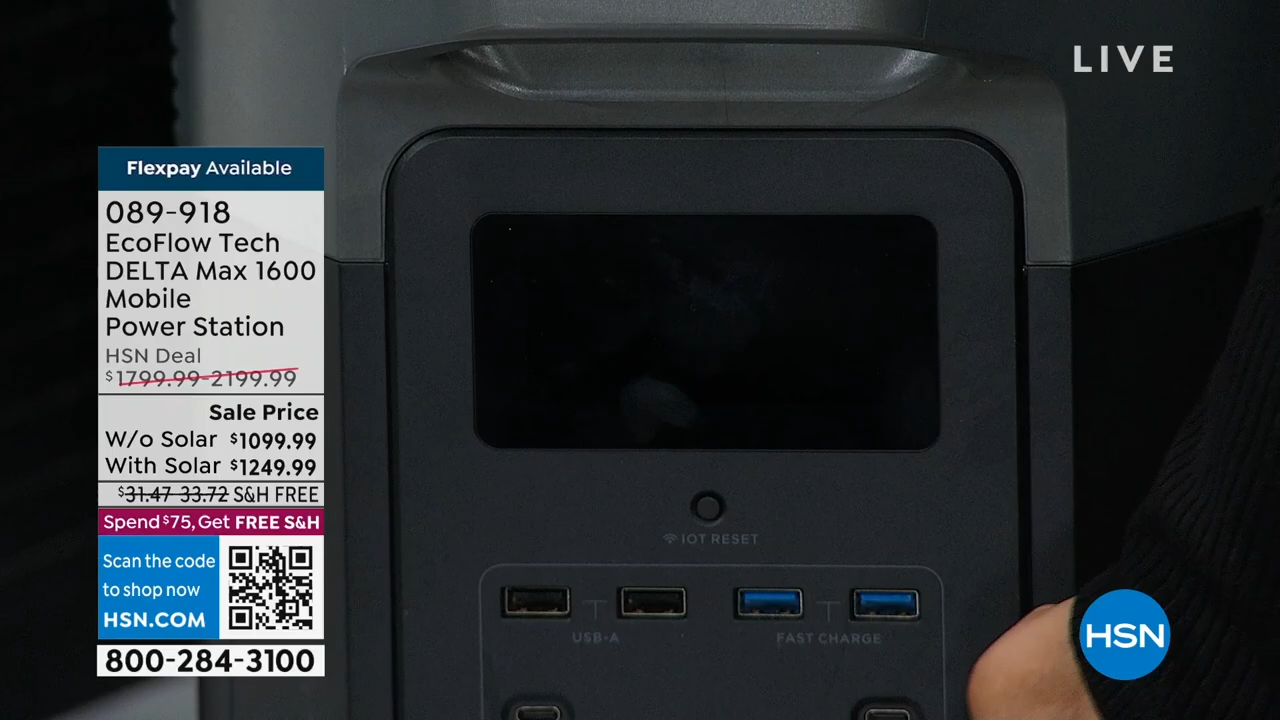 LIVE
Flexpay Available
089-918
EcoFlow Tech
DELTA Max 1600
Mobile
Power Station
HSN Deal
$1799.99-2199.99
Sale Price
W/o Solar $1099.99
With Solar $1249.99
$31.47-33.72 S&H FREE
Spend $75, Get FREE S&H
Scan the code
to shop now
HSN.COM
800-284-3100
IOT RESET
USB-A
FAST CHARGE
HSN